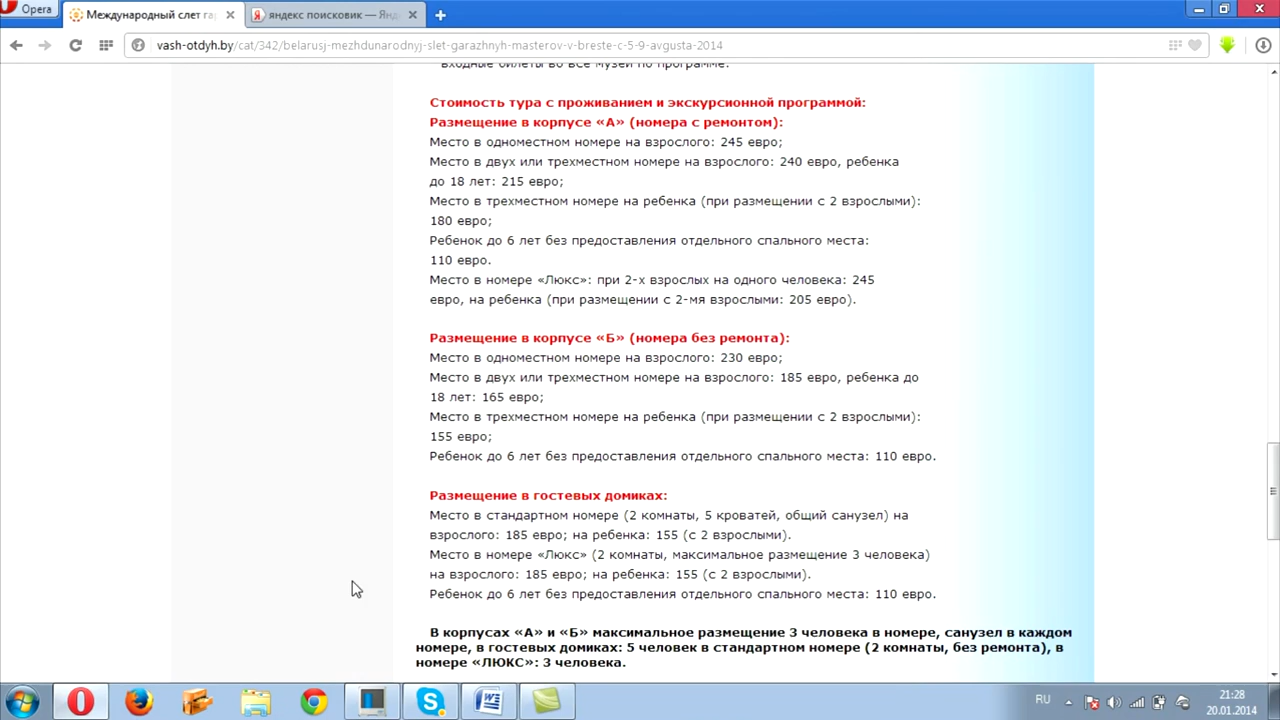 Opera
Международный слет га
яндекс поисковик — Янд
vash-otdyh.by/cat/342/belarusj-mezhdunarodnyj-slet-garazhnyh-masterov-v-breste-c-5-9-avgusta-2014
входные билеты во все музеи по программе.
Стоимость тура с проживанием и экскурсионной программой:
Размещение в корпусе «А» (номера с ремонтом):
Место в одноместном номере на взрослого: 245 евро;
Место в двух или трехместном номере на взрослого: 240 евро, ребенка
до 18 лет: 215 евро;
Место в трехместном номере на ребенка (при размещении с 2 взрослыми):
180 евро;
Ребенок до 6 лет без предоставления отдельного спального места:
110 евро.
Место в номере «Люкс»: при 2-х взрослых на одного человека: 245
евро, на ребенка (при размещении с 2-мя взрослыми: 205 евро).
Размещение в корпусе «Б» (номера без ремонта):
Место в одноместном номере на взрослого: 230 евро;
Место в двух или трехместном номере на взрослого: 185 евро, ребенка до
18 лет: 165 евро;
Место в трехместном номере на ребенка (при размещении с 2 взрослыми):
155 евро;
Ребенок до 6 лет без предоставления отдельного спального места: 110 евро.
Размещение в гостевых домиках:
Место в стандартном номере (2 комнаты, 5 кроватей, общий санузел) на
взрослого: 185 евро; на ребенка: 155 (с 2 взрослыми).
Место в номере «Люкс» (2 комнаты, максимальное размещение 3 человека)
на взрослого: 185 евро; на ребенка: 155 (с 2 взрослыми).
Ребенок до 6 лет без предоставления отдельного спального места: 110 евро.
В корпусах «А» и «Б» максимальное размещение 3 человека в номере, санузел в каждом
номере, в гостевых домиках: 5 человек в стандартном номере (2 комнаты, без ремонта), в
номере «ЛЮКС»: 3 человека.
RU
21:28
20.01.2014